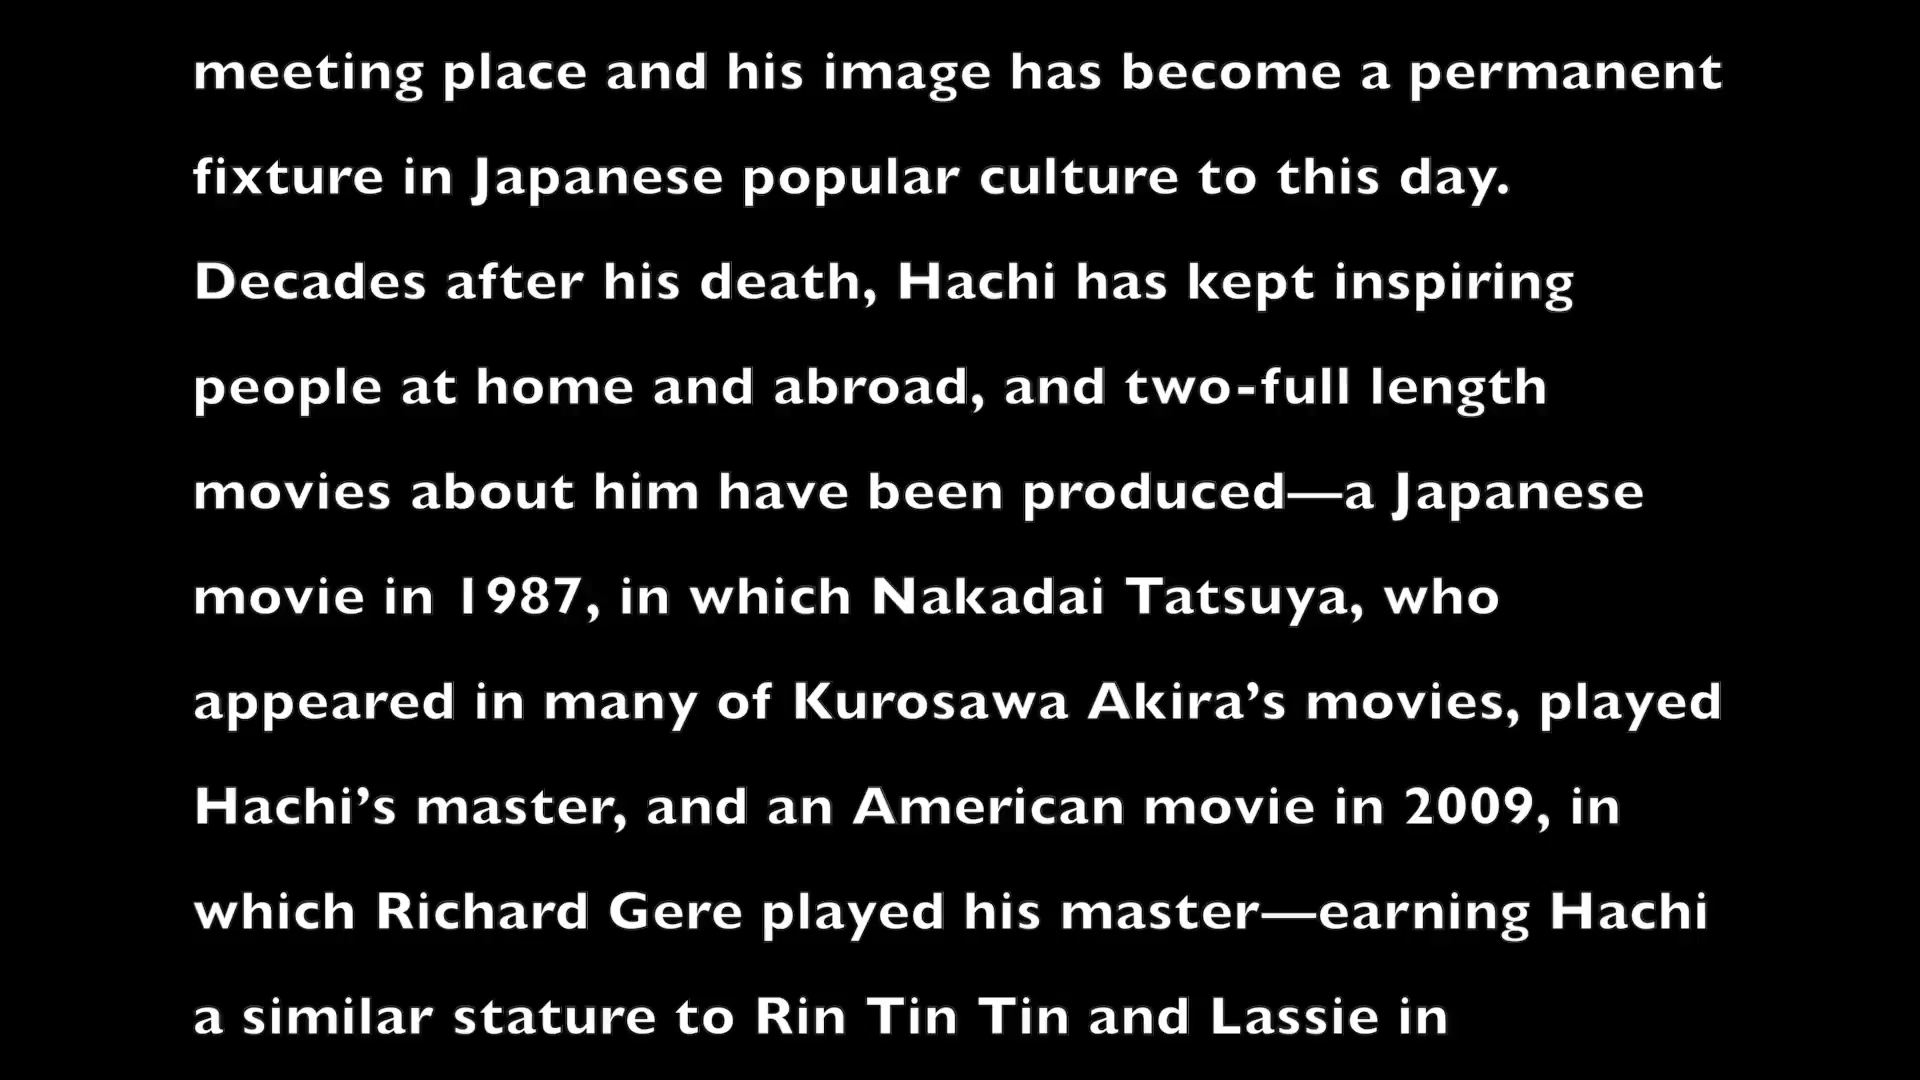 meeting place and his image has become a permanent
fixture in Japanese popular culture to this day.
Decades after his death, Hachi has kept inspiring
people at home and abroad, and two-full length
movies about him have been produced—a Japanese
movie in 1987, in which Nakadai Tatsuya, who
appeared in many of Kurosawa Akira’s movies, played
Hachi’s master, and an American movie in 2009, in
which Richard Gere played his master—earning Hachi
a similar stature to Rin Tin Tin and Lassie in